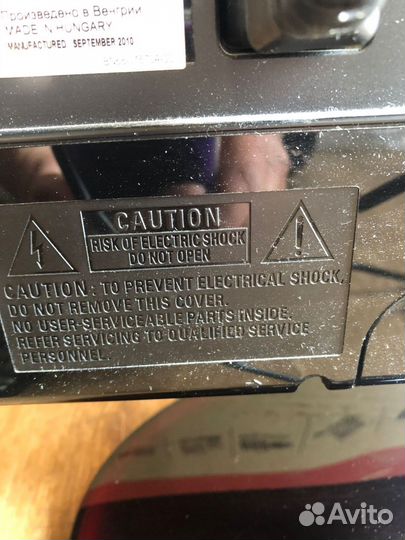 Произведено в Венгрии
MADE IN HUNGARY
MANUFACTURED SEPTEMBER 2010
CAUTION
RISK OF ELECTRIC SHOCK
DO NOT OPEN
CAUTION: TO PREVENT ELECTRICAL SHOCK,
DO NOT REMOVE THIS COVER.
NO USER-SERVICEABLE PARTS INSIDE.
REFER SERVICING TO QUALIFIED SERVICE
PERSONNEL.
Avito